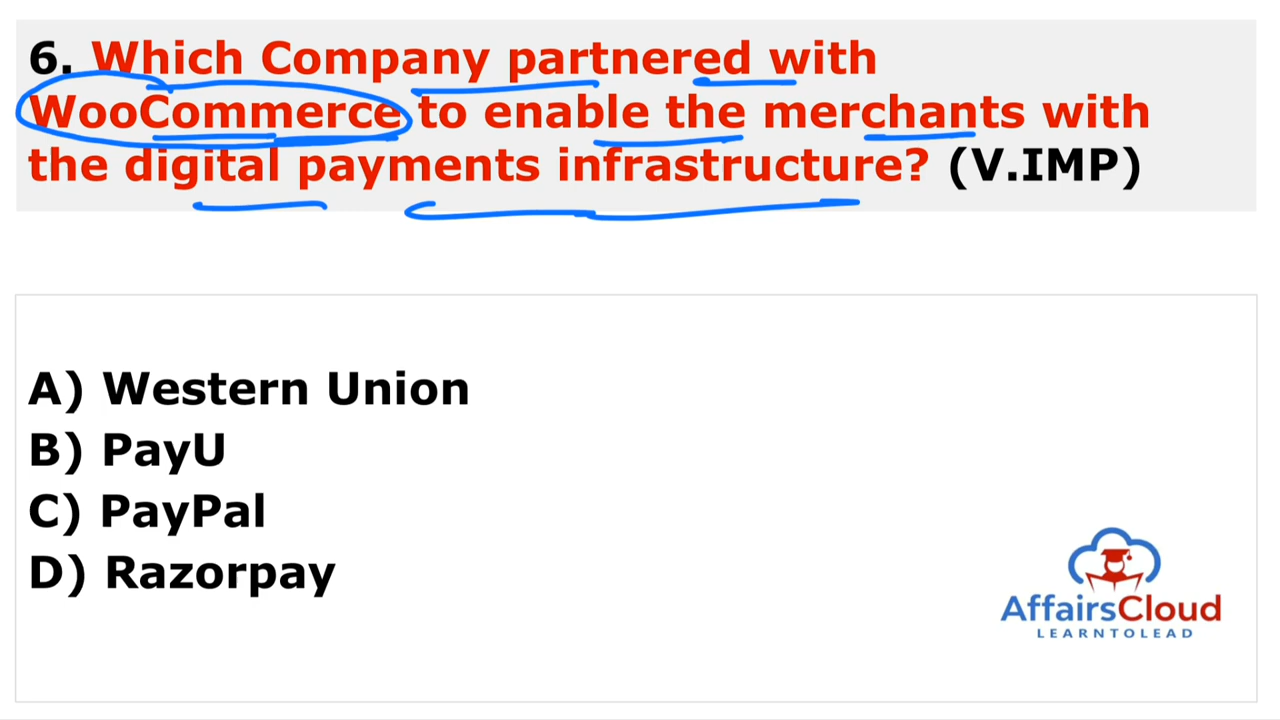 6. Which Company partnered with
WooCommerce to enable the merchants with
the digital payments infrastructure? (V.IMP)
A) Western Union
B) PayU
C) PayPal
D) Razorpay
AffairsCloud
LEARNTOLEAD